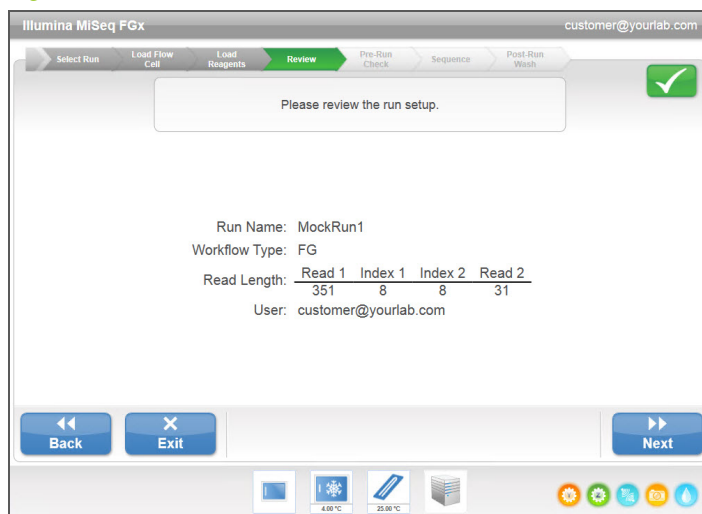 Illumina MiSeq FGx
customer@yourlab.com
Select Run
Load Flow
Cell
Load
Reagents
Review
Pre-Run
Check
Sequence
Post-Run
Wash
Please review the run setup.
Run Name: MockRun1
Workflow Type: FG
Read Length: Read 1 Index 1 Index 2 Read 2
351 8 8 31
User: customer@yourlab.com
Back
Exit
Next
4.00 °C
25.00 °C